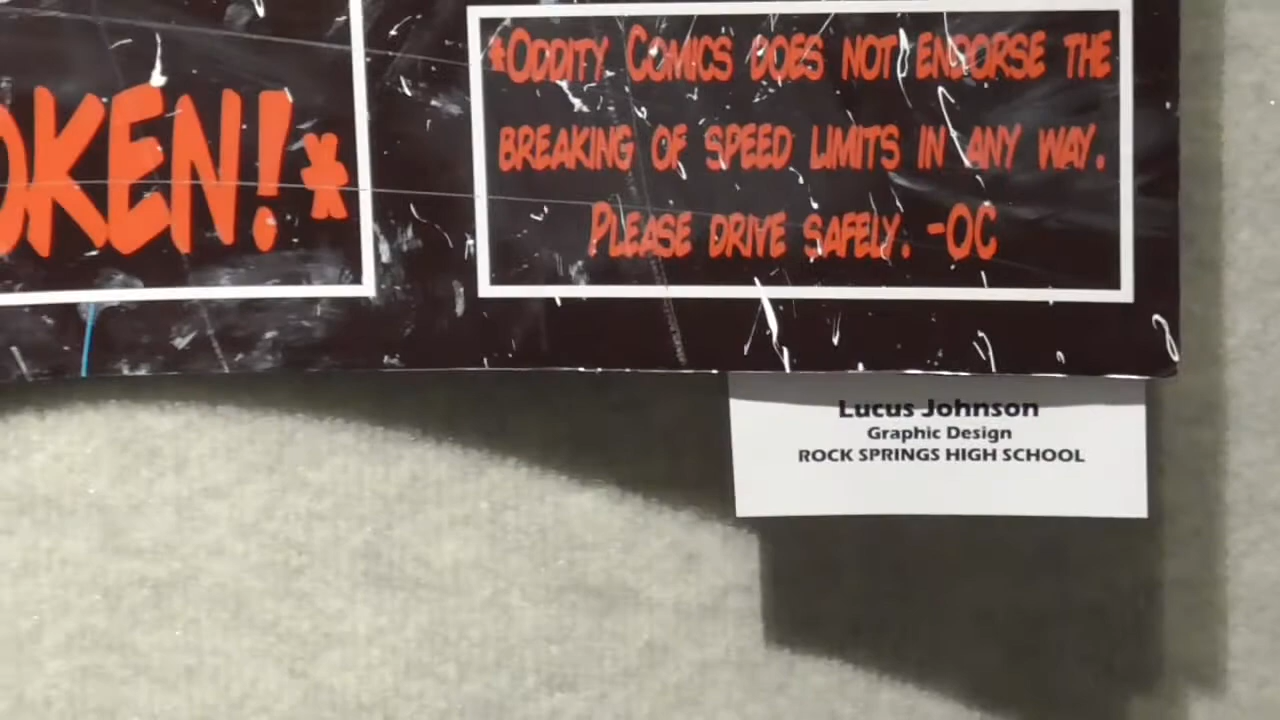 *ODDITY COMICS DOES NOT ENDORSE THE
BREAKING OF SPEED LIMITS IN ANY WAY.
PLEASE DRIVE SAFELY. -OC
OKEN!*
Lucus Johnson
Graphic Design
ROCK SPRINGS HIGH SCHOOL